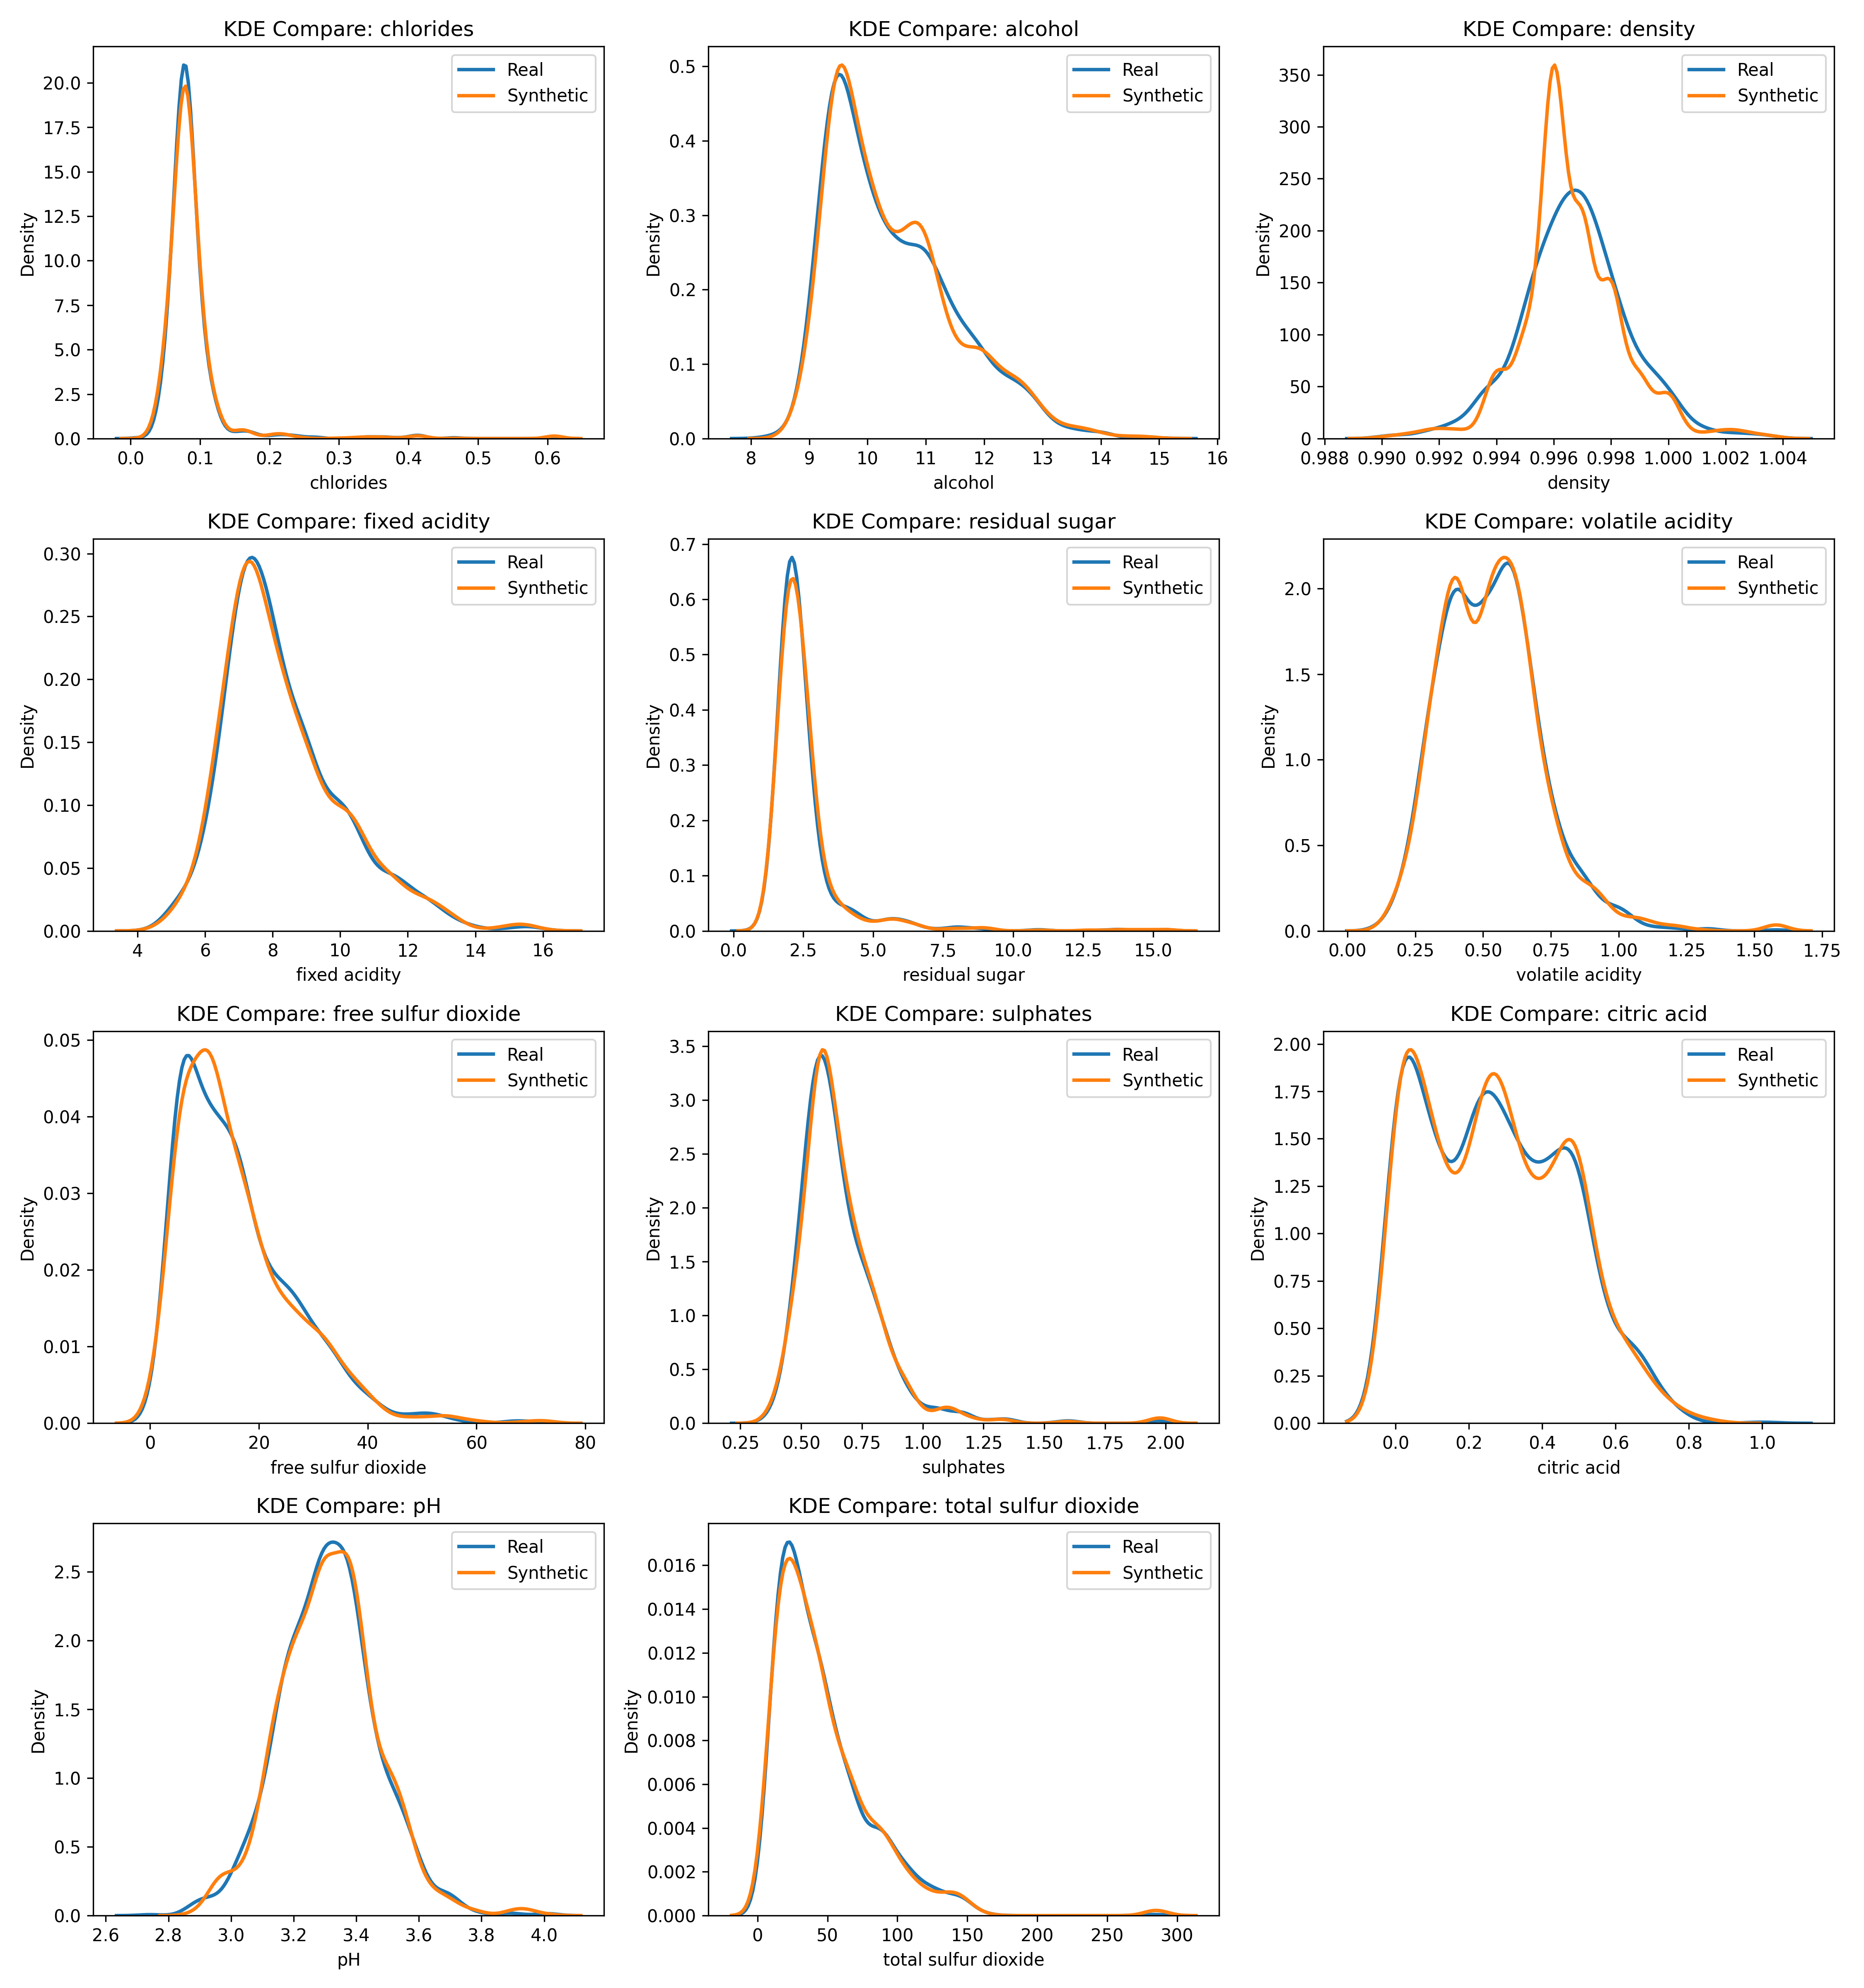 KDE Compare: chlorides
Real
Synthetic
20.0
17.5
15.0
12.5
10.0
7.5
5.0
2.5
0.0
Density
0.0 0.1 0.2 0.3 0.4 0.5 0.6
chlorides
KDE Compare: alcohol
Real
Synthetic
0.5
0.4
0.3
0.2
0.1
0.0
Density
8 9 10 11 12 13 14 15 16
alcohol
KDE Compare: density
Real
Synthetic
350
300
250
200
150
100
50
0
Density
0.988 0.990 0.992 0.994 0.996 0.998 1.000 1.002 1.004
density
KDE Compare: fixed acidity
Real
Synthetic
0.30
0.25
0.20
0.15
0.10
0.05
0.00
Density
4 6 8 10 12 14 16
fixed acidity
KDE Compare: residual sugar
Real
Synthetic
0.7
0.6
0.5
0.4
0.3
0.2
0.1
0.0
Density
0.0 2.5 5.0 7.5 10.0 12.5 15.0
residual sugar
KDE Compare: volatile acidity
Real
Synthetic
2.0
1.5
1.0
0.5
0.0
Density
0.00 0.25 0.50 0.75 1.00 1.25 1.50 1.75
volatile acidity
KDE Compare: free sulfur dioxide
Real
Synthetic
0.05
0.04
0.03
0.02
0.01
0.00
Density
0 20 40 60 80
free sulfur dioxide
KDE Compare: sulphates
Real
Synthetic
3.5
3.0
2.5
2.0
1.5
1.0
0.5
0.0
Density
0.25 0.50 0.75 1.00 1.25 1.50 1.75 2.00
sulphates
KDE Compare: citric acid
Real
Synthetic
2.00
1.75
1.50
1.25
1.00
0.75
0.50
0.25
0.00
Density
0.0 0.2 0.4 0.6 0.8 1.0
citric acid
KDE Compare: pH
Real
Synthetic
2.5
2.0
1.5
1.0
0.5
0.0
Density
2.6 2.8 3.0 3.2 3.4 3.6 3.8 4.0
pH
KDE Compare: total sulfur dioxide
Real
Synthetic
0.016
0.014
0.012
0.010
0.008
0.006
0.004
0.002
0.000
Density
0 50 100 150 200 250 300
total sulfur dioxide